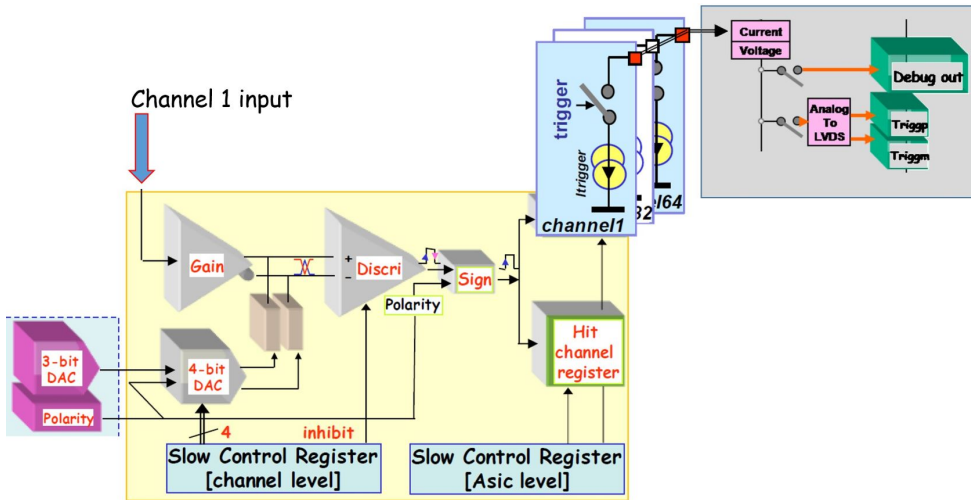 Channel 1 input
trigger
Itrigger
channel1
32
el64
Current
Voltage
Debug out
Analog
To
LVDS
Triggp
Triggm
Gain
+
−
Discri
Sign
Polarity
Hit
channel
register
3-bit
DAC
Polarity
4-bit
DAC
4
inhibit
Slow Control Register
[channel level]
Slow Control Register
[Asic level]